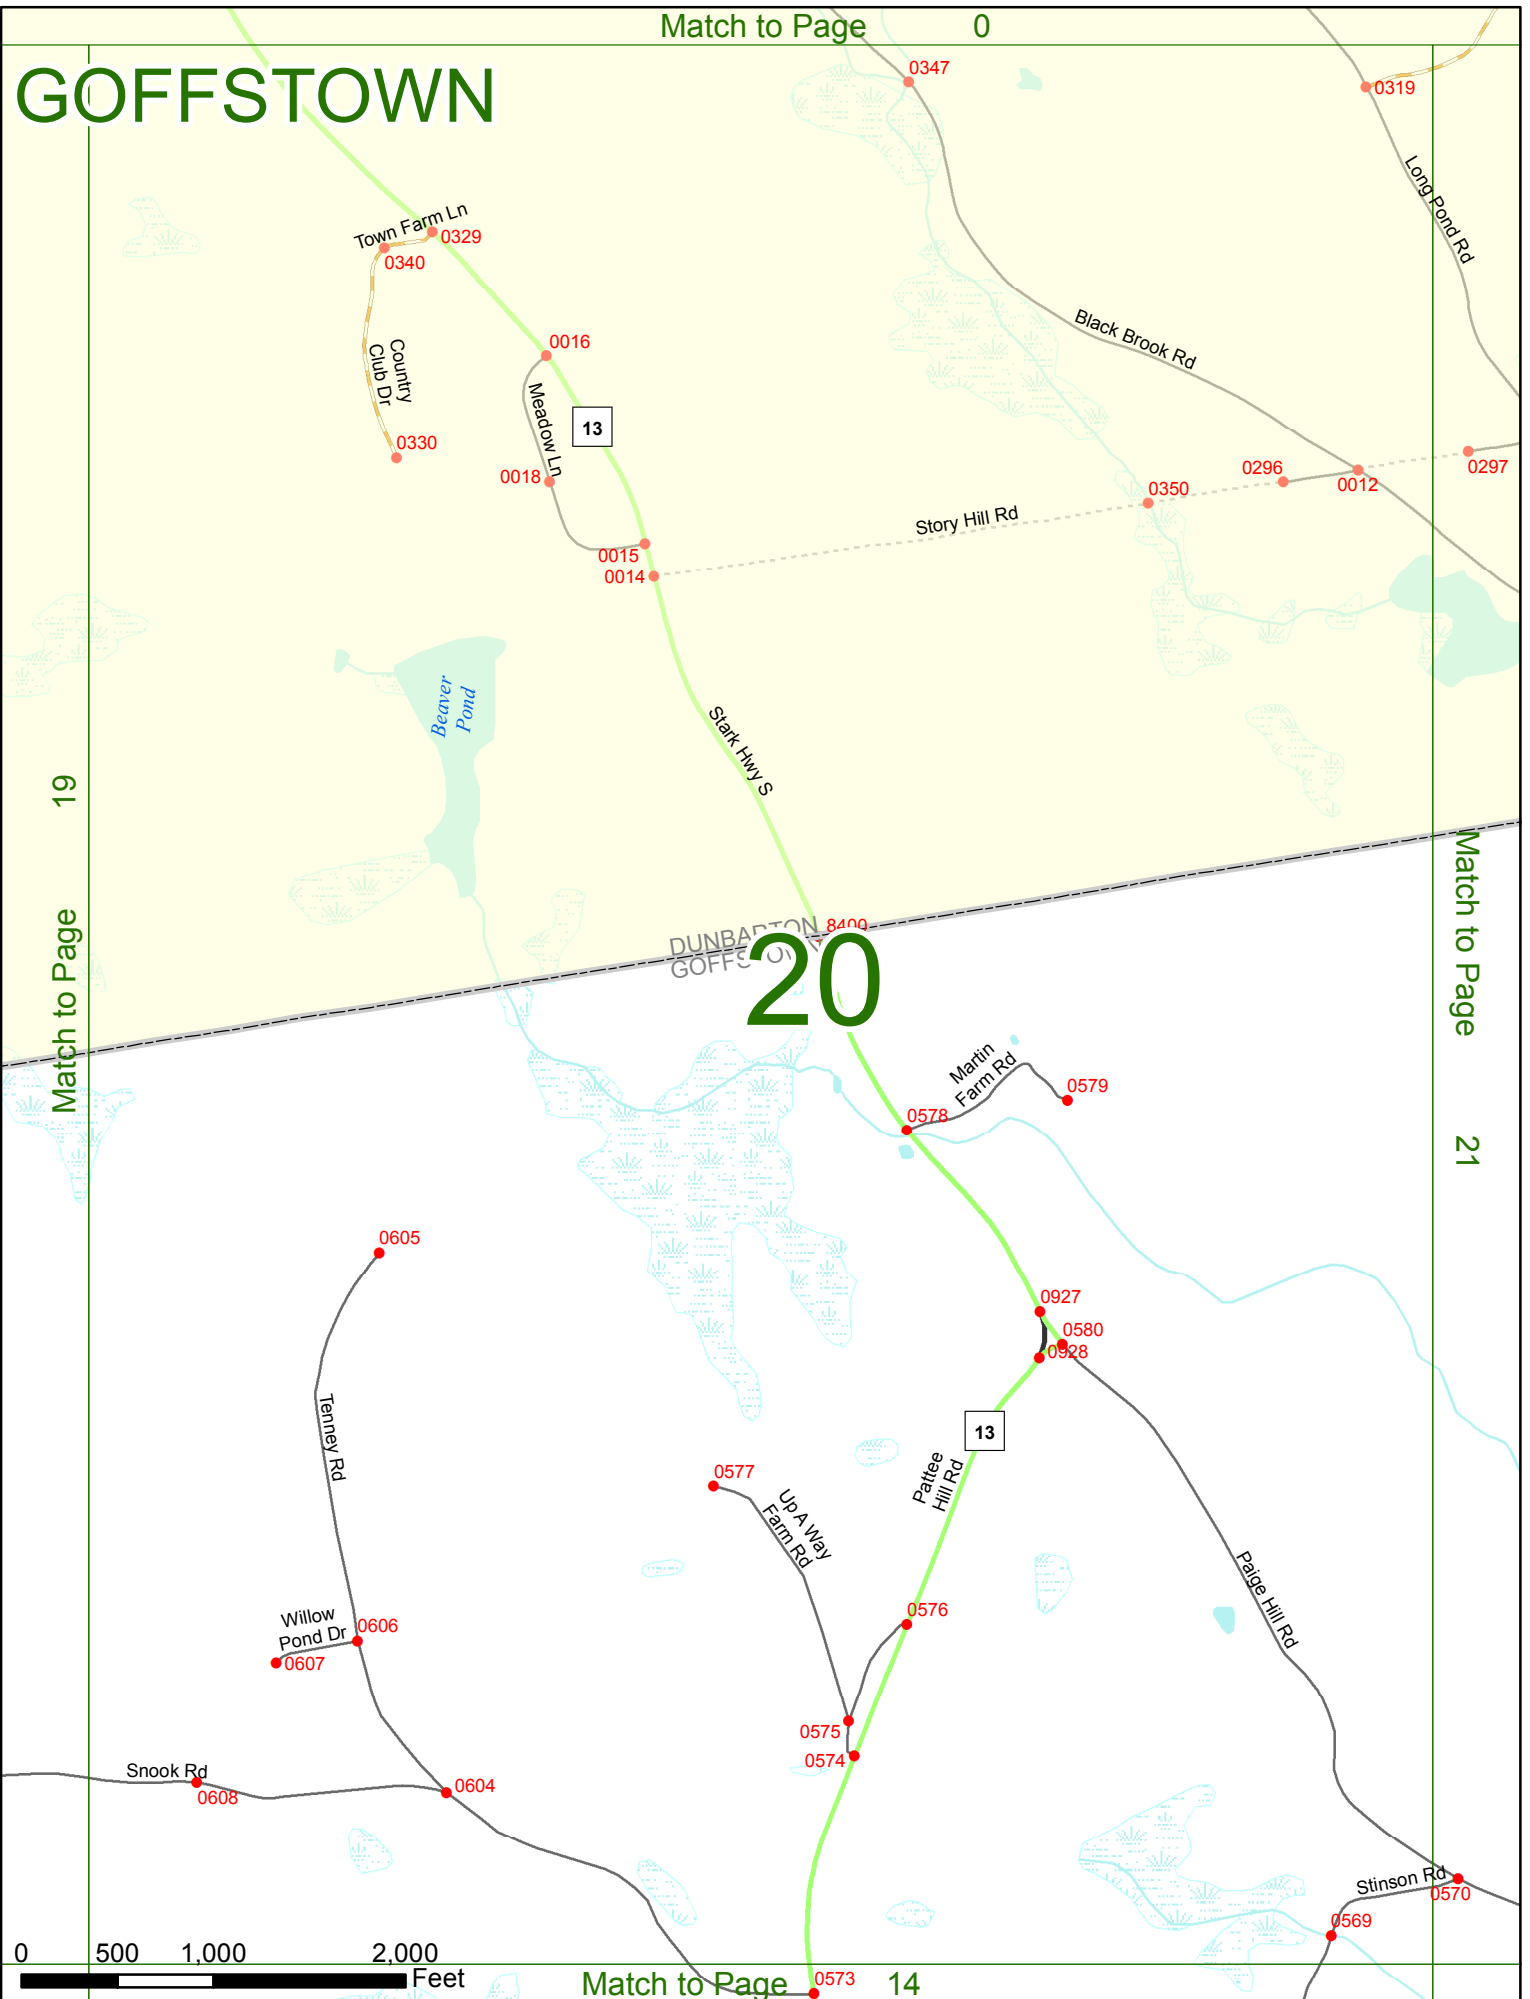 Match to Page 0
GOFFSTOWN
0347
0319
Long Pond Rd
Town Farm Ln
0329
0340
Country
Club Dr
0330
0016
Meadow Ln
13
0018
0015
0014
Black Brook Rd
Story Hill Rd
0350
0296
0012
0297
Beaver
Pond
Stark Hwy S
Match to Page 19
Match to Page 21
DUNBARTON
GOFFSTOWN
8400
20
Martin
Farm Rd
0579
0578
0605
0927
0580
0928
13
Tenney Rd
Pattee
Hill Rd
0577
Up A Way
Farm Rd
Paige Hill Rd
Willow
Pond Dr
0606
0607
0576
0575
0574
Snook Rd
0608
0604
Stinson Rd
0570
0569
0 500 1,000 2,000
Feet
Match to Page 14
0573